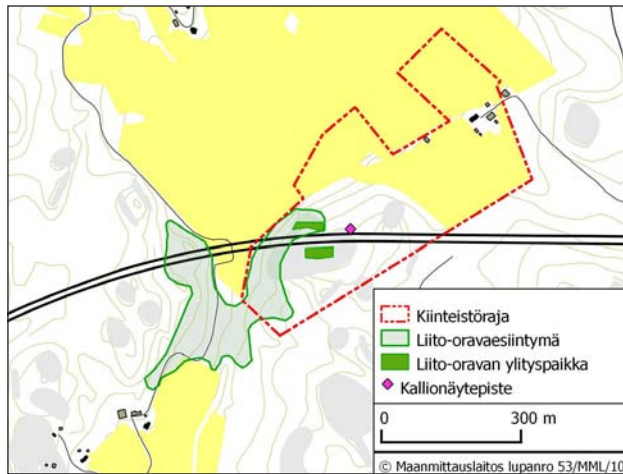 Kiinteistöraja
Liito-oravaesiintymä
Liito-oravan ylityspaikka
Kallionäytepiste
0 300 m
© Maanmittauslaitos lupanro 53/MML/10